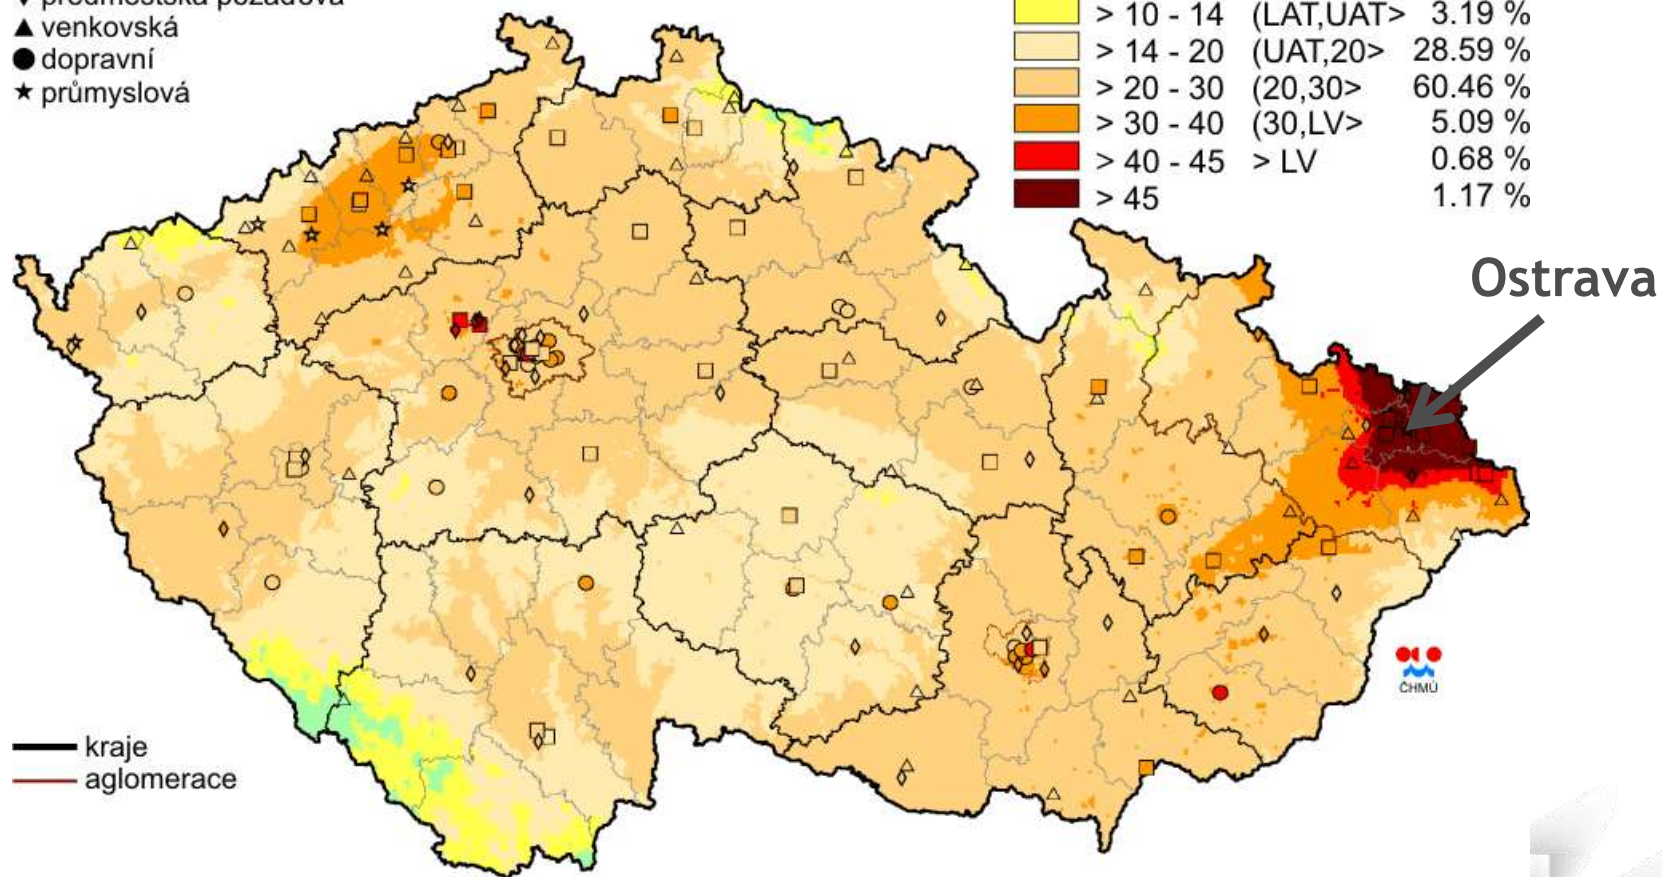 předměstská pozadová
venkovská
dopravní
průmyslová
> 10 - 14 (LAT,UAT> 3.19 %
> 14 - 20 (UAT,20> 28.59 %
> 20 - 30 (20,30> 60.46 %
> 30 - 40 (30,LV> 5.09 %
> 40 - 45 > LV 0.68 %
> 45 1.17 %
Ostrava
ČHMÚ
kraje
aglomerace